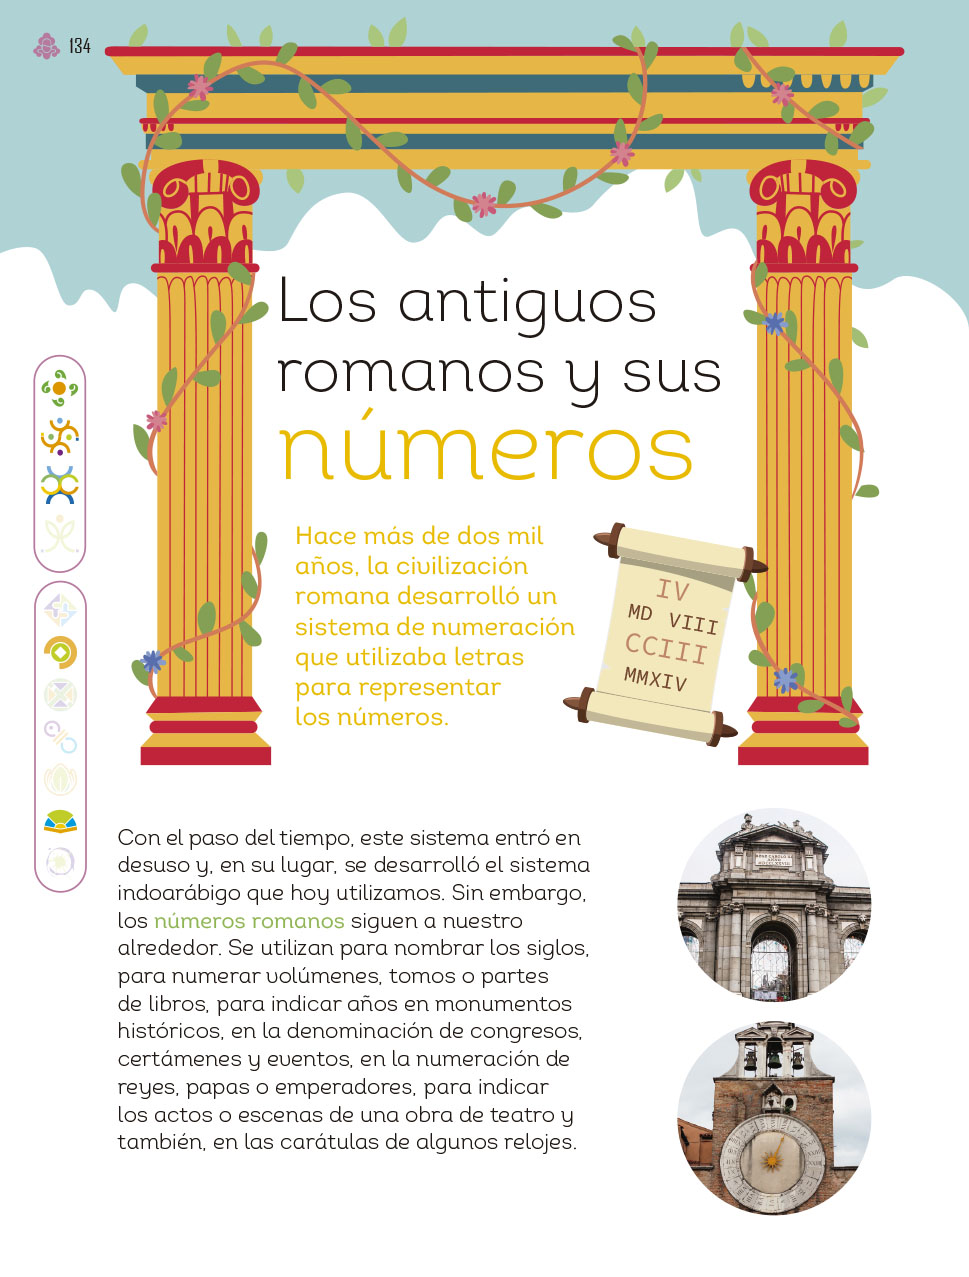 134
Los antiguos
romanos y sus
números
Hace más de dos mil
años, la civilización
romana desarrolló un
sistema de numeración
que utilizaba letras
para representar
los números.
IV
MD VIII
CCIII
MMXIV
Con el paso del tiempo, este sistema entró en
desuso y, en su lugar, se desarrolló el sistema
indoarábigo que hoy utilizamos. Sin embargo,
los números romanos siguen a nuestro
alrededor. Se utilizan para nombrar los siglos,
para numerar volúmenes, tomos o partes
de libros, para indicar años en monumentos
históricos, en la denominación de congresos,
certámenes y eventos, en la numeración de
reyes, papas o emperadores, para indicar
los actos o escenas de una obra de teatro y
también, en las carátulas de algunos relojes.